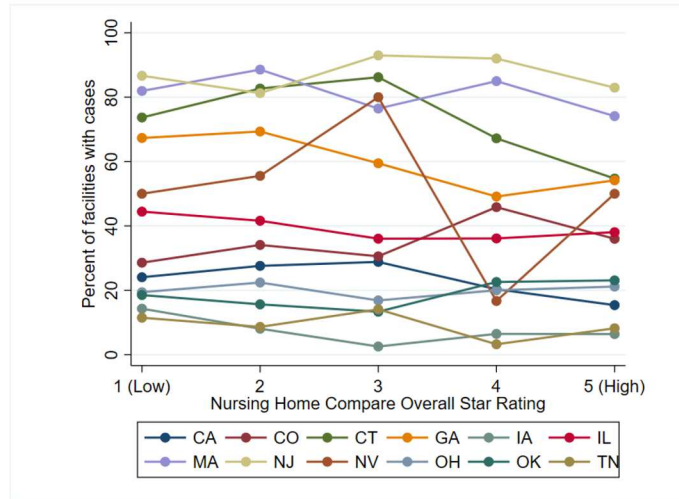 Percent of facilities with cases
100
80
60
40
20
0
1 (Low) 2 3 4 5 (High)
Nursing Home Compare Overall Star Rating
CA CO CT GA IA IL
MA NJ NV OH OK TN